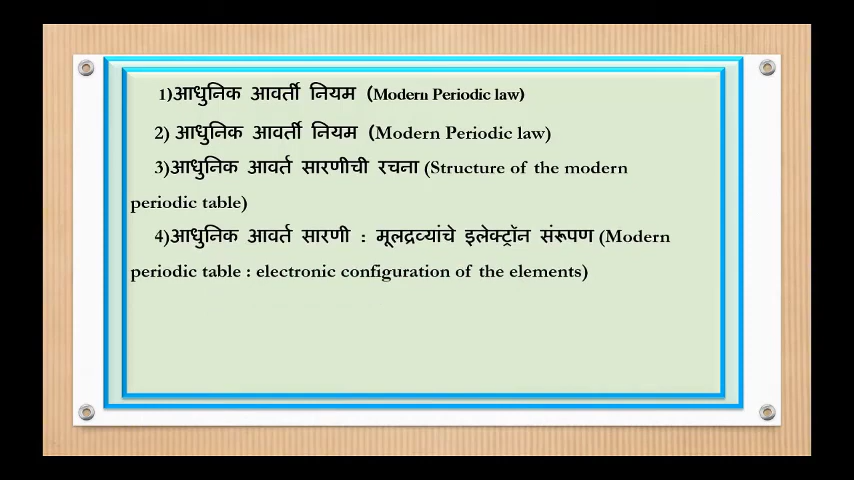 1)आधुनिक आवर्ती नियम (Modern Periodic law)
2) आधुनिक आवर्ती नियम (Modern Periodic law)
3)आधुनिक आवर्त सारणीची रचना (Structure of the modern
periodic table)
4)आधुनिक आवर्त सारणी : मूलद्रव्यांचे इलेक्ट्रॉन संरूपण (Modern
periodic table : electronic configuration of the elements)